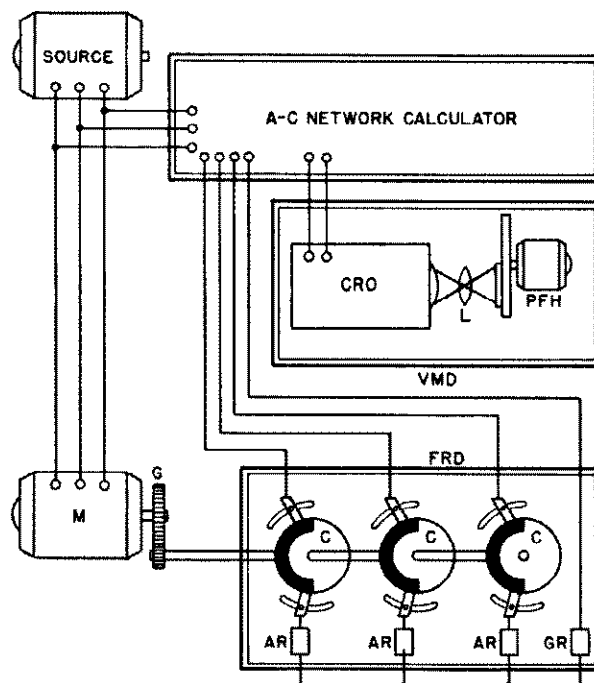 SOURCE
A-C NETWORK CALCULATOR
CRO
L
PFH
VMD
FRD
M
G
C
C
C
AR
AR
AR
GR